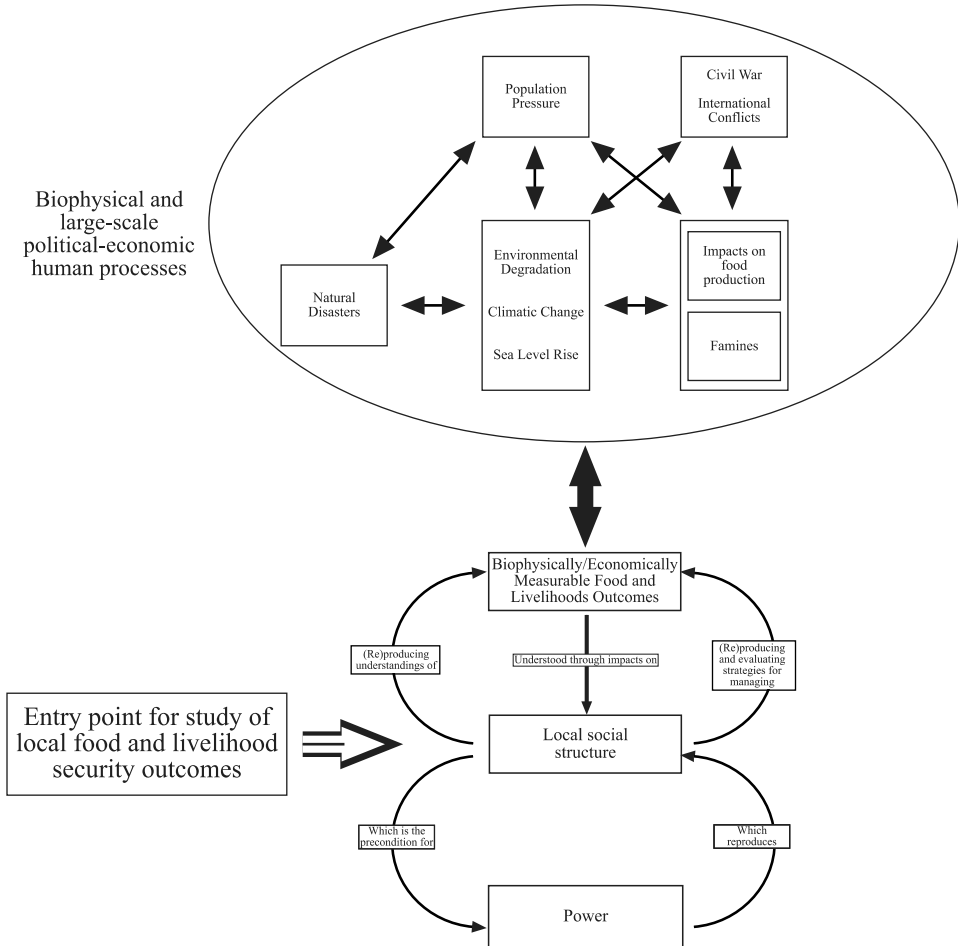 Population
Pressure
Civil War
International
Conflicts
Biophysical and
large-scale
political-economic
human processes
Natural
Disasters
Environmental
Degradation
Climatic Change
Sea Level Rise
Impacts on
food
production
Famines
Biophysically/Economically
Measurable Food and
Livelihoods Outcomes
(Re)producing
understandings of
Understood through impacts on
(Re)producing
and evaluating
strategies for
managing
Entry point for study of
local food and livelihood
security outcomes
Local social
structure
Which is the
precondition for
Which
reproduces
Power